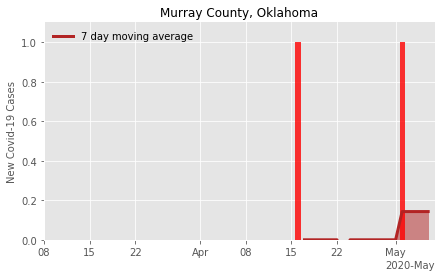 Murray County, Oklahoma
7 day moving average
New Covid-19 Cases
1.0
0.8
0.6
0.4
0.2
0.0
08 15 22 Apr 08 15 22 May
2020-May